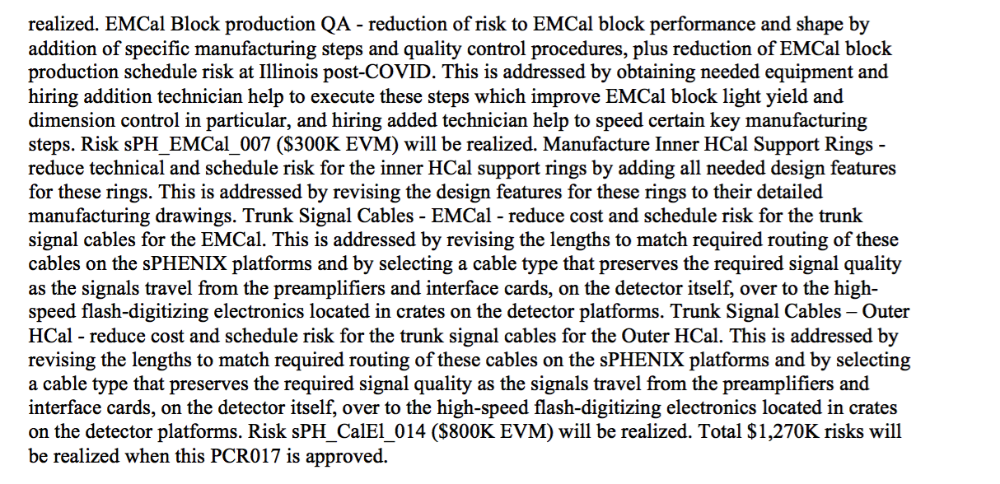 realized. EMCal Block production QA - reduction of risk to EMCal block performance and shape by
addition of specific manufacturing steps and quality control procedures, plus reduction of EMCal block
production schedule risk at Illinois post-COVID. This is addressed by obtaining needed equipment and
hiring addition technician help to execute these steps which improve EMCal block light yield and
dimension control in particular, and hiring added technician help to speed certain key manufacturing
steps. Risk sPH_EMCal_007 ($300K EVM) will be realized. Manufacture Inner HCal Support Rings -
reduce technical and schedule risk for the inner HCal support rings by adding all needed design features
for these rings. This is addressed by revising the design features for these rings to their detailed
manufacturing drawings. Trunk Signal Cables - EMCal - reduce cost and schedule risk for the trunk
signal cables for the EMCal. This is addressed by revising the lengths to match required routing of these
cables on the sPHENIX platforms and by selecting a cable type that preserves the required signal quality
as the signals travel from the preamplifiers and interface cards, on the detector itself, over to the high-
speed flash-digitizing electronics located in crates on the detector platforms. Trunk Signal Cables – Outer
HCal - reduce cost and schedule risk for the trunk signal cables for the Outer HCal. This is addressed by
revising the lengths to match required routing of these cables on the sPHENIX platforms and by selecting
a cable type that preserves the required signal quality as the signals travel from the preamplifiers and
interface cards, on the detector itself, over to the high-speed flash-digitizing electronics located in crates
on the detector platforms. Risk sPH_CalEl_014 ($800K EVM) will be realized. Total $1,270K risks will
be realized when this PCR017 is approved.